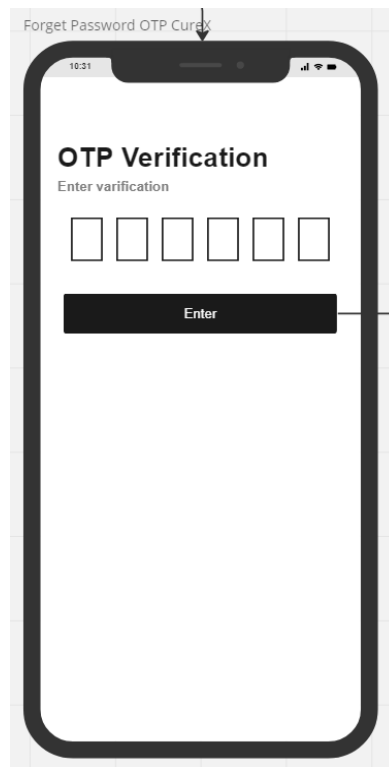 Forget Password OTP CureX
10:31
OTP Verification
Enter varification
Enter